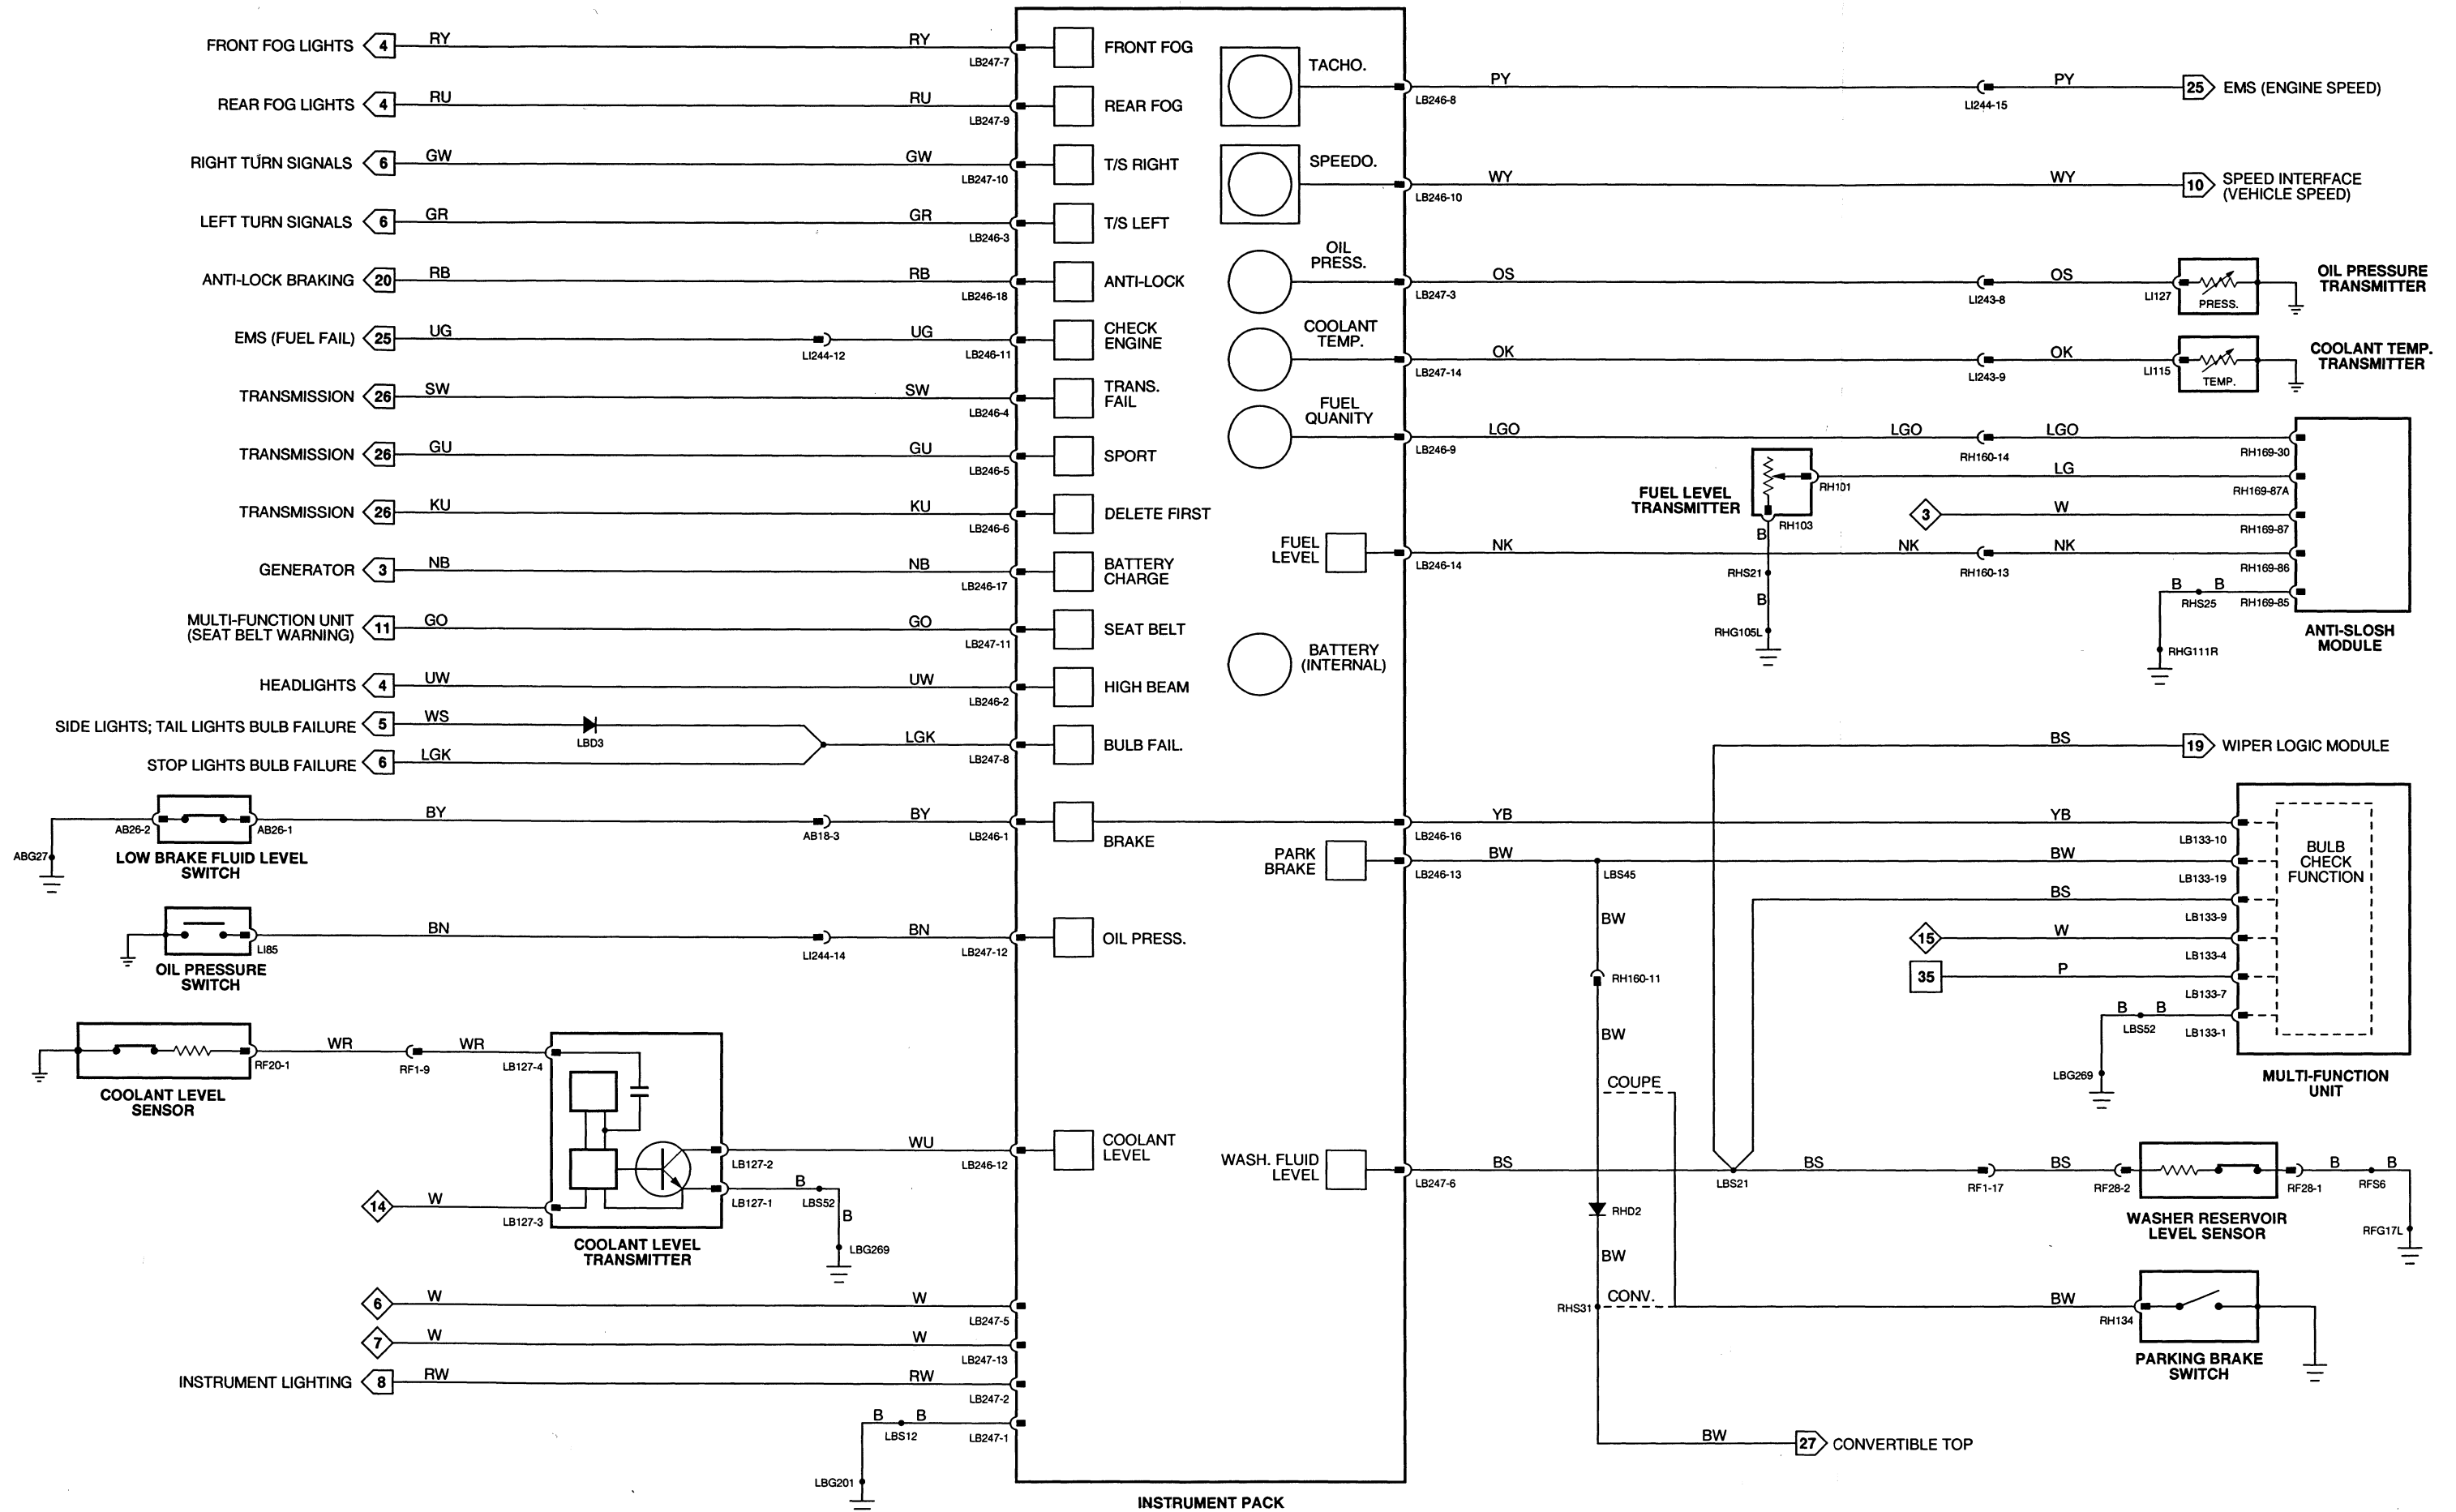 FRONT FOG LIGHTS 4 RY RY LB247-7 FRONT FOG
REAR FOG LIGHTS 4 RU RU LB247-9 REAR FOG
RIGHT TURN SIGNALS 6 GW GW LB247-10 T/S RIGHT
LEFT TURN SIGNALS 6 GR GR LB246-3 T/S LEFT
ANTI-LOCK BRAKING 20 RB RB LB246-18 ANTI-LOCK
EMS (FUEL FAIL) 25 UG LI244-12 UG LB246-11 CHECK
ENGINE
TRANSMISSION 26 SW SW LB246-4 TRANS.
FAIL
TRANSMISSION 26 GU GU LB246-5 SPORT
TRANSMISSION 26 KU KU LB246-6 DELETE FIRST
GENERATOR 3 NB NB LB246-17 BATTERY
CHARGE
MULTI-FUNCTION UNIT
(SEAT BELT WARNING) 11 GO GO LB247-11 SEAT BELT
HEADLIGHTS 4 UW UW LB246-2 HIGH BEAM
SIDE LIGHTS; TAIL LIGHTS BULB FAILURE 5 WS LBD3
STOP LIGHTS BULB FAILURE 6 LGK LGK LB247-8 BULB FAIL.
ABG27 AB26-2 AB26-1 BY AB18-3 BY LB246-1 BRAKE
LOW BRAKE FLUID LEVEL
SWITCH
LI85 BN LI244-14 BN LB247-12 OIL PRESS.
OIL PRESSURE
SWITCH
RF20-1 WR RF1-9 WR LB127-4
COOLANT LEVEL
SENSOR
LB127-2 WU LB246-12 COOLANT
LEVEL
LB127-1 B LBS52 B LBG269
14 W LB127-3
COOLANT LEVEL
TRANSMITTER
6 W W LB247-5
7 W W LB247-13
INSTRUMENT LIGHTING 8 RW RW LB247-2
B B LBS12 LB247-1
LBG201
INSTRUMENT PACK
TACHO. LB246-8 PY LI244-15 PY 25 EMS (ENGINE SPEED)
SPEEDO. LB246-10 WY WY 10 SPEED INTERFACE
(VEHICLE SPEED)
OIL
PRESS. LB247-3 OS LI243-8 OS LI127 PRESS.
OIL PRESSURE
TRANSMITTER
COOLANT
TEMP. LB247-14 OK LI243-9 OK LI115 TEMP.
COOLANT TEMP.
TRANSMITTER
FUEL
QUANITY LB246-9 LGO LGO RH160-14 LGO RH169-30
FUEL LEVEL
TRANSMITTER
RH101 LG RH169-87A
RH103
3 W RH169-87
FUEL
LEVEL LB246-14 NK NK RH160-13 NK RH169-86
B RHS21 B RHG105L
B B RHS25 RH169-85
RHG111R
ANTI-SLOSH
MODULE
BATTERY
(INTERNAL)
BS 19 WIPER LOGIC MODULE
LB246-16 YB YB LB133-10
BULB
CHECK
FUNCTION
PARK
BRAKE LB246-13 BW LBS45 BW LB133-19
BS LB133-9
15 W LB133-4
35 P LB133-7
B B LBS52 LB133-1
LBG269
MULTI-FUNCTION
UNIT
BW
RH160-11
BW
COUPE
WASH. FLUID
LEVEL LB247-6 BS LBS21 BS RF1-17 BS RF28-2 RF28-1 B B RFS6
RFG17L
WASHER RESERVOIR
LEVEL SENSOR
RHD2
BW
RHS31 CONV. BW RH134
PARKING BRAKE
SWITCH
BW 27 CONVERTIBLE TOP